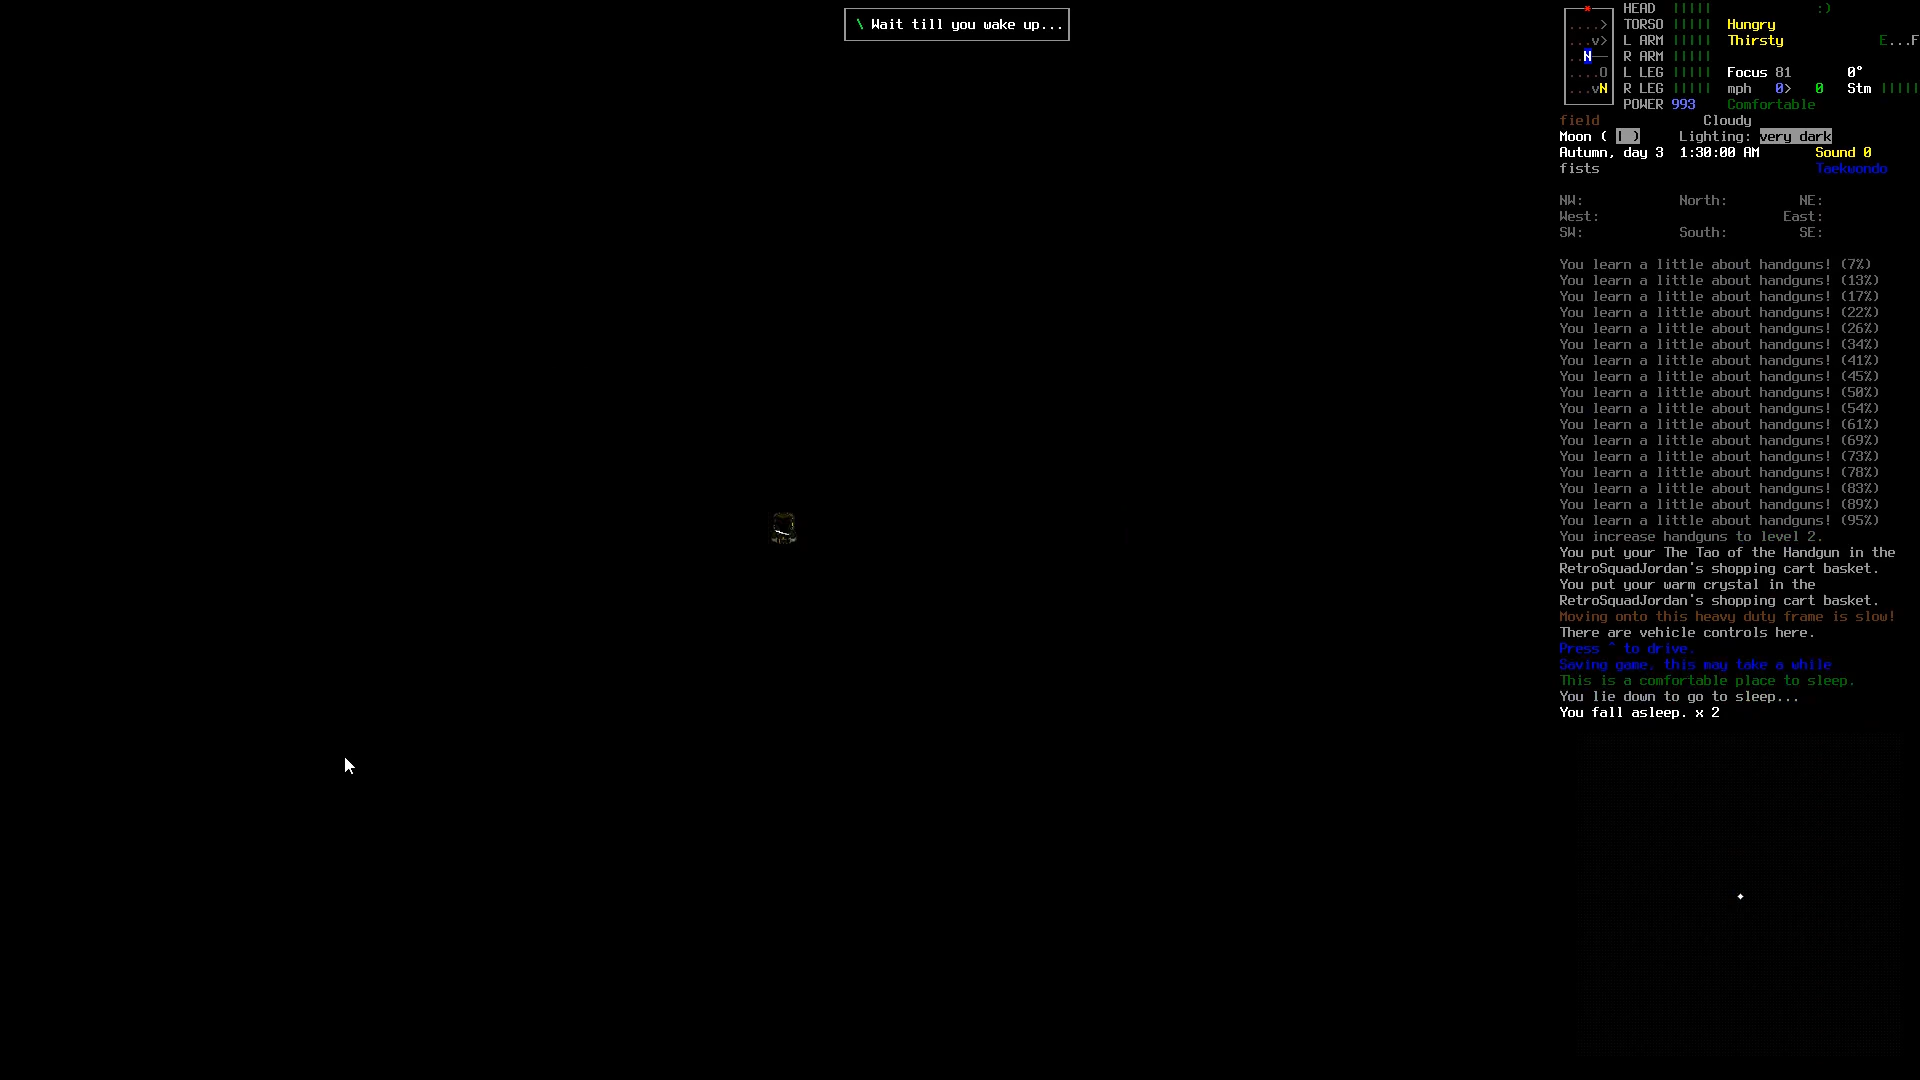 \ Wait till you wake up...
HEAD ||||| :)
....> TORSO ||||| Hungry
...v> L ARM ||||| Thirsty E...F
..N— R ARM |||||
....O L LEG ||||| Focus 81 0°
...vN R LEG ||||| mph 0> 0 Stm |||||
POWER 993 Comfortable
field Cloudy
Moon ( | ) Lighting: very dark
Autumn, day 3 1:30:00 AM Sound 0
fists Taekwondo
NW: North: NE:
West: East:
SW: South: SE:
You learn a little about handguns! (7%)
You learn a little about handguns! (13%)
You learn a little about handguns! (17%)
You learn a little about handguns! (22%)
You learn a little about handguns! (26%)
You learn a little about handguns! (34%)
You learn a little about handguns! (41%)
You learn a little about handguns! (45%)
You learn a little about handguns! (50%)
You learn a little about handguns! (54%)
You learn a little about handguns! (61%)
You learn a little about handguns! (69%)
You learn a little about handguns! (73%)
You learn a little about handguns! (78%)
You learn a little about handguns! (83%)
You learn a little about handguns! (89%)
You learn a little about handguns! (95%)
You increase handguns to level 2.
You put your The Tao of the Handgun in the
RetroSquadJordan's shopping cart basket.
You put your warm crystal in the
RetroSquadJordan's shopping cart basket.
Moving onto this heavy duty frame is slow!
There are vehicle controls here.
Press ^ to drive.
Saving game, this may take a while
This is a comfortable place to sleep.
You lie down to go to sleep...
You fall asleep. x 2